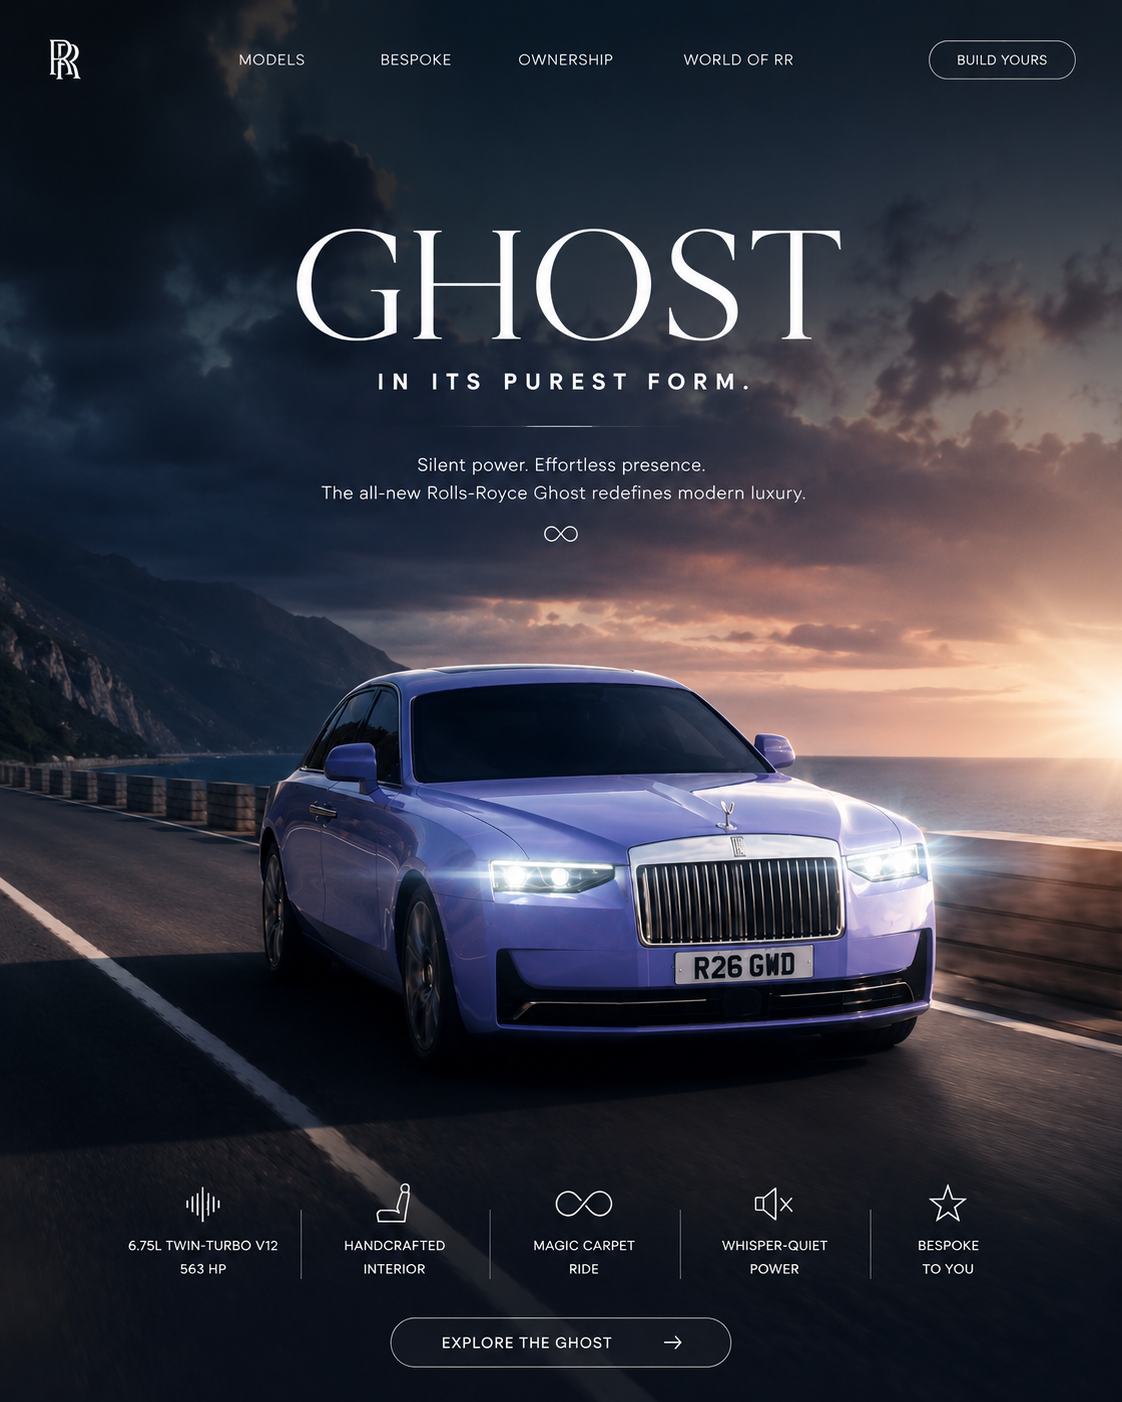 RR
MODELS
BESPOKE
OWNERSHIP
WORLD OF RR
BUILD YOURS
GHOST
IN ITS PUREST FORM.
Silent power. Effortless presence.
The all-new Rolls-Royce Ghost redefines modern luxury.
R26 GWD
6.75L TWIN-TURBO V12
563 HP
HANDCRAFTED
INTERIOR
MAGIC CARPET
RIDE
WHISPER-QUIET
POWER
BESPOKE
TO YOU
EXPLORE THE GHOST